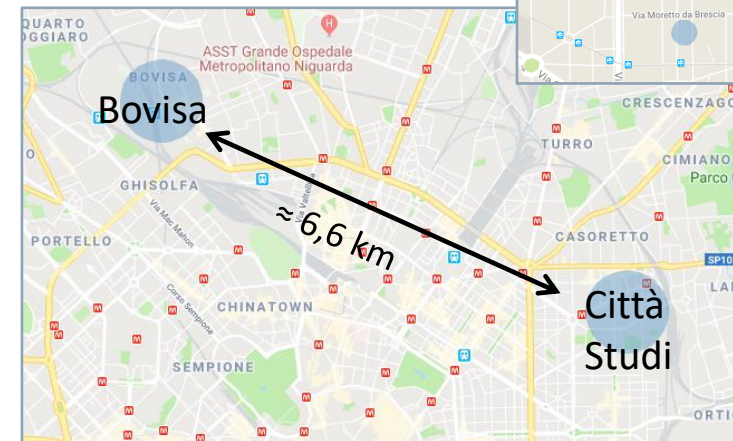 QUARTO
OGGIARO
ASST Grande Ospedale
Metropolitano Niguarda
Via Moretto da Brescia
BOVISA
Bovisa
CRESCENZAGO
TURRO
CIMIANO
Parco
GHISOLFA
Via Mac Mahon
Via Valtellina
≈ 6,6 km
PORTELLO
CASORETTO
SP10
Corso Sempione
CHINATOWN
Città
Studi
SEMPIONE